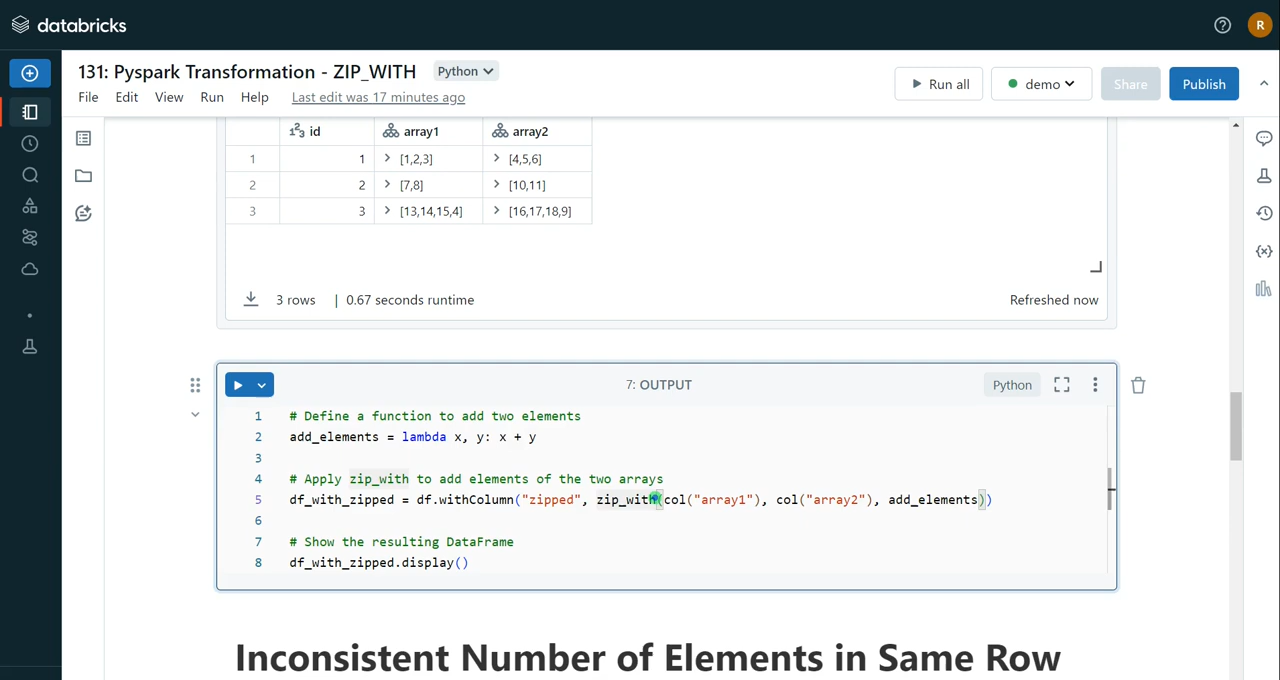 databricks
R
131: Pyspark Transformation - ZIP_WITH Python
Run all demo Share Publish
File Edit View Run Help Last edit was 17 minutes ago
1 2 3 id array1 array2
1 1 [1,2,3] [4,5,6]
2 2 [7,8] [10,11]
3 3 [13,14,15,4] [16,17,18,9]
3 rows | 0.67 seconds runtime Refreshed now
7: OUTPUT Python
1 # Define a function to add two elements
2 add_elements = lambda x, y: x + y
3
4 # Apply zip_with to add elements of the two arrays
5 df_with_zipped = df.withColumn("zipped", zip_with(col("array1"), col("array2"), add_elements))
6
7 # Show the resulting DataFrame
8 df_with_zipped.display()
Inconsistent Number of Elements in Same Row